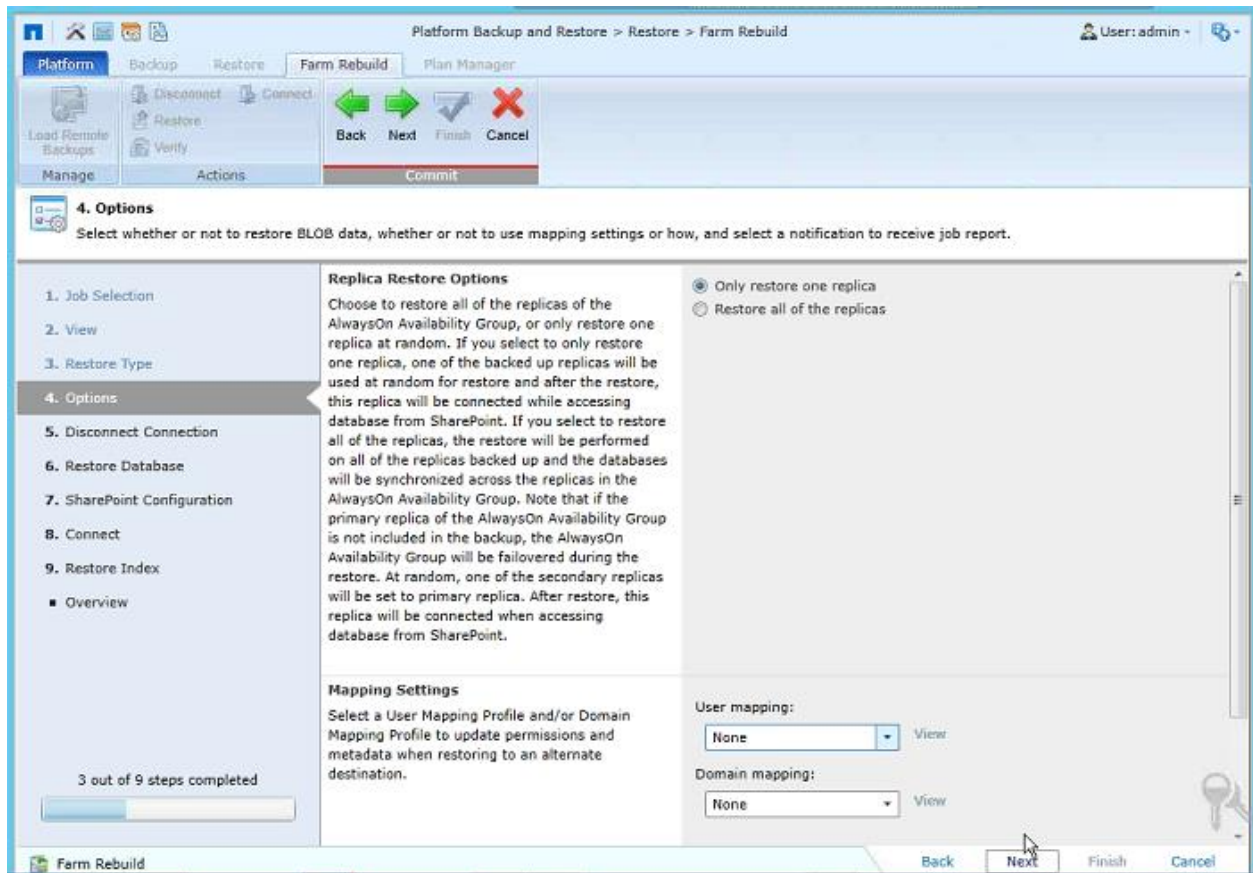 Platform Backup and Restore > Restore > Farm Rebuild
User: admin
Platform
Backup
Restore
Farm Rebuild
Plan Manager
Load Remote
Backups
Disconnect
Connect
Restore
Verify
Back
Next
Finish
Cancel
Manage
Actions
Commit
4. Options
Select whether or not to restore BLOB data, whether or not to use mapping settings or how, and select a notification to receive job report.
1. Job Selection
2. View
3. Restore Type
4. Options
5. Disconnect Connection
6. Restore Database
7. SharePoint Configuration
8. Connect
9. Restore Index
Overview
3 out of 9 steps completed
Replica Restore Options
Choose to restore all of the replicas of the
AlwaysOn Availability Group, or only restore one
replica at random. If you select to only restore
one replica, one of the backed up replicas will be
used at random for restore and after the restore,
this replica will be connected while accessing
database from SharePoint. If you select to restore
all of the replicas, the restore will be performed
on all of the replicas backed up and the databases
will be synchronized across the replicas in the
AlwaysOn Availability Group. Note that if the
primary replica of the AlwaysOn Availability Group
is not included in the backup, the AlwaysOn
Availability Group will be failovered during the
restore. At random, one of the secondary replicas
will be set to primary replica. After restore, this
replica will be connected when accessing
database from SharePoint.
Only restore one replica
Restore all of the replicas
Mapping Settings
Select a User Mapping Profile and/or Domain
Mapping Profile to update permissions and
metadata when restoring to an alternate
destination.
User mapping:
None
View
Domain mapping:
None
View
Farm Rebuild
Back
Next
Finish
Cancel